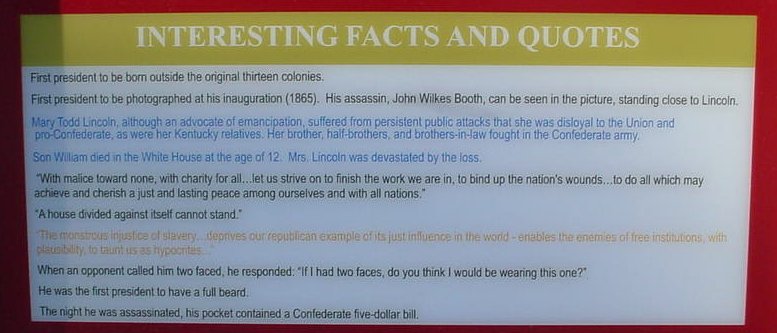 INTERESTING FACTS AND QUOTES
First president to be born outside the original thirteen colonies.
First president to be photographed at his inauguration (1865). His assassin, John Wilkes Booth, can be seen in the picture, standing close to Lincoln.
Mary Todd Lincoln, although an advocate of emancipation, suffered from persistent public attacks that she was disloyal to the Union and
pro-Confederate, as were her Kentucky relatives. Her brother, half-brothers, and brothers-in-law fought in the Confederate army.
Son William died in the White House at the age of 12. Mrs. Lincoln was devastated by the loss.
"With malice toward none, with charity for all...let us strive on to finish the work we are in, to bind up the nation's wounds...to do all which may
achieve and cherish a just and lasting peace among ourselves and with all nations."
"A house divided against itself cannot stand."
"The monstrous injustice of slavery...deprives our republican example of its just influence in the world - enables the enemies of free institutions, with
plausibility, to taunt us as hypocrites..."
When an opponent called him two faced, he responded: "If I had two faces, do you think I would be wearing this one?"
He was the first president to have a full beard.
The night he was assassinated, his pocket contained a Confederate five-dollar bill.